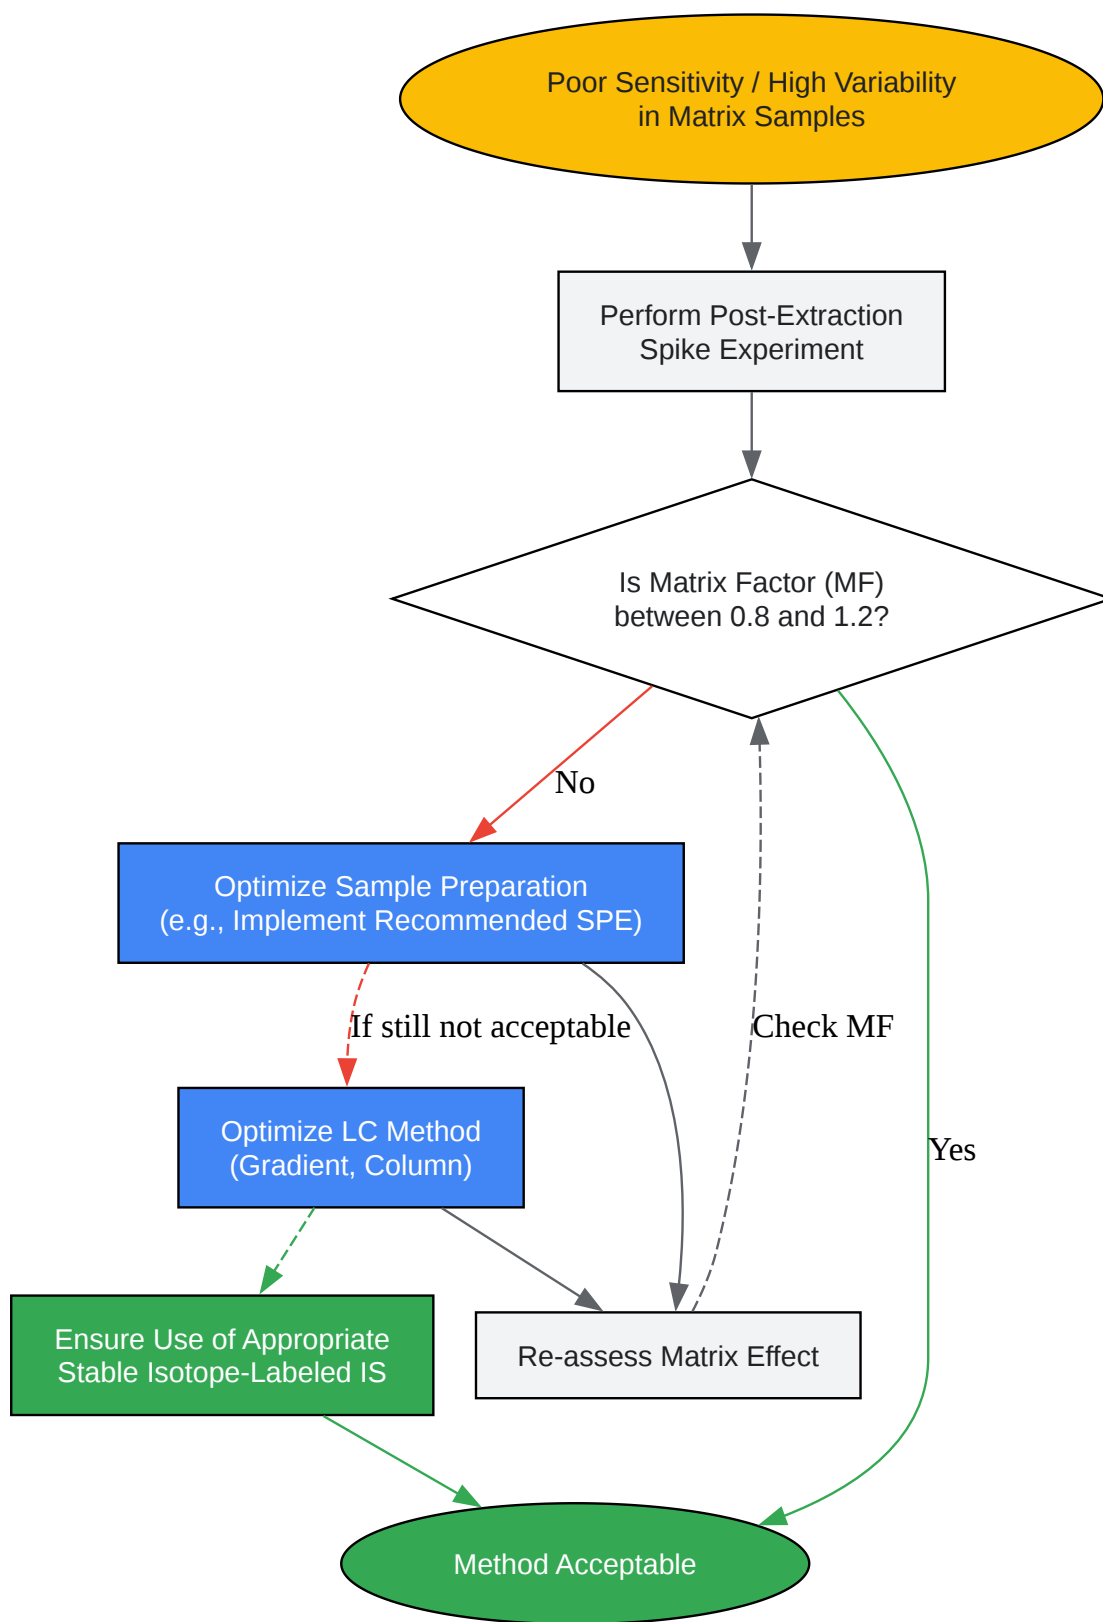 Poor Sensitivity / High Variability
in Matrix Samples
Perform Post-Extraction
Spike Experiment
Is Matrix Factor (MF)
between 0.8 and 1.2?
No
Optimize Sample Preparation
(e.g., Implement Recommended SPE)
If still not acceptable
Check MF
Optimize LC Method
(Gradient, Column)
Yes
Ensure Use of Appropriate
Stable Isotope-Labeled IS
Re-assess Matrix Effect
Method Acceptable